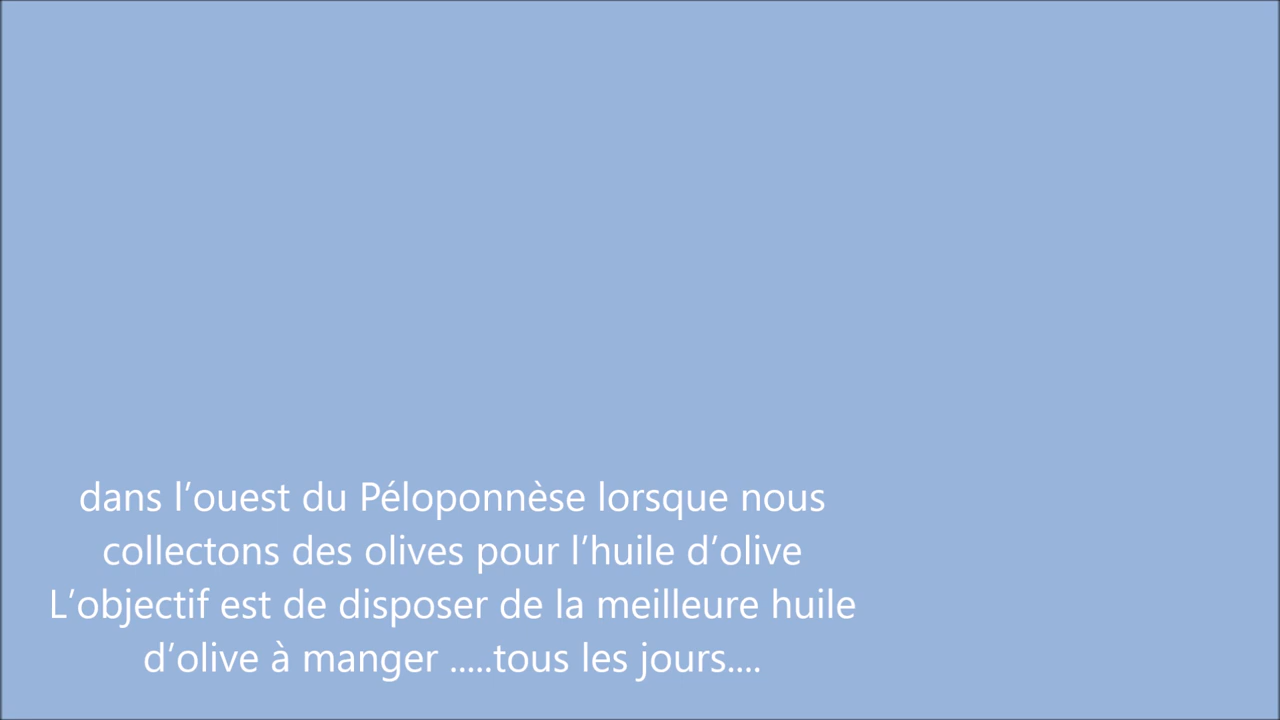 dans l’ouest du Péloponnèse lorsque nous
collectons des olives pour l’huile d’olive
L’objectif est de disposer de la meilleure huile
d’olive à manger .....tous les jours....